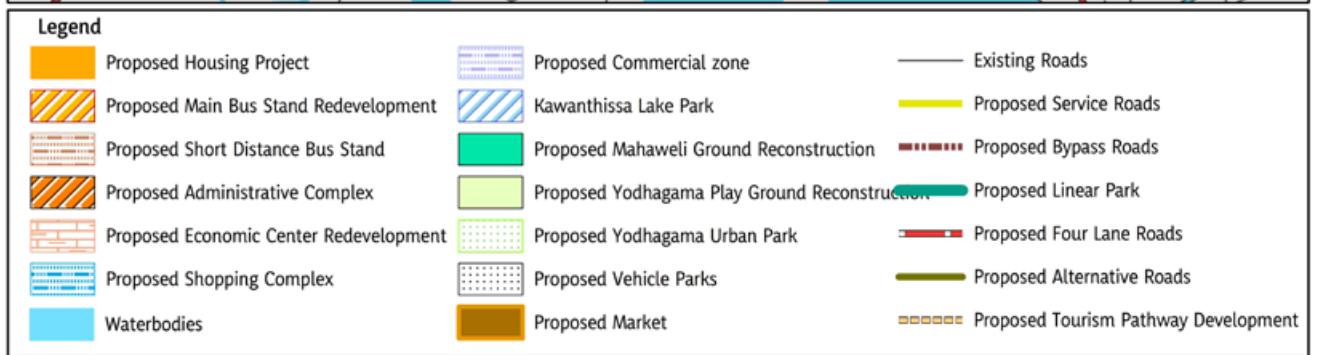 Legend
Proposed Housing Project
Proposed Main Bus Stand Redevelopment
Proposed Short Distance Bus Stand
Proposed Administrative Complex
Proposed Economic Center Redevelopment
Proposed Shopping Complex
Waterbodies
Proposed Commercial zone
Kawanthissa Lake Park
Proposed Mahaweli Ground Reconstruction
Proposed Yodhagama Play Ground Reconstruction
Proposed Yodhagama Urban Park
Proposed Vehicle Parks
Proposed Market
Existing Roads
Proposed Service Roads
Proposed Bypass Roads
Proposed Linear Park
Proposed Four Lane Roads
Proposed Alternative Roads
Proposed Tourism Pathway Development